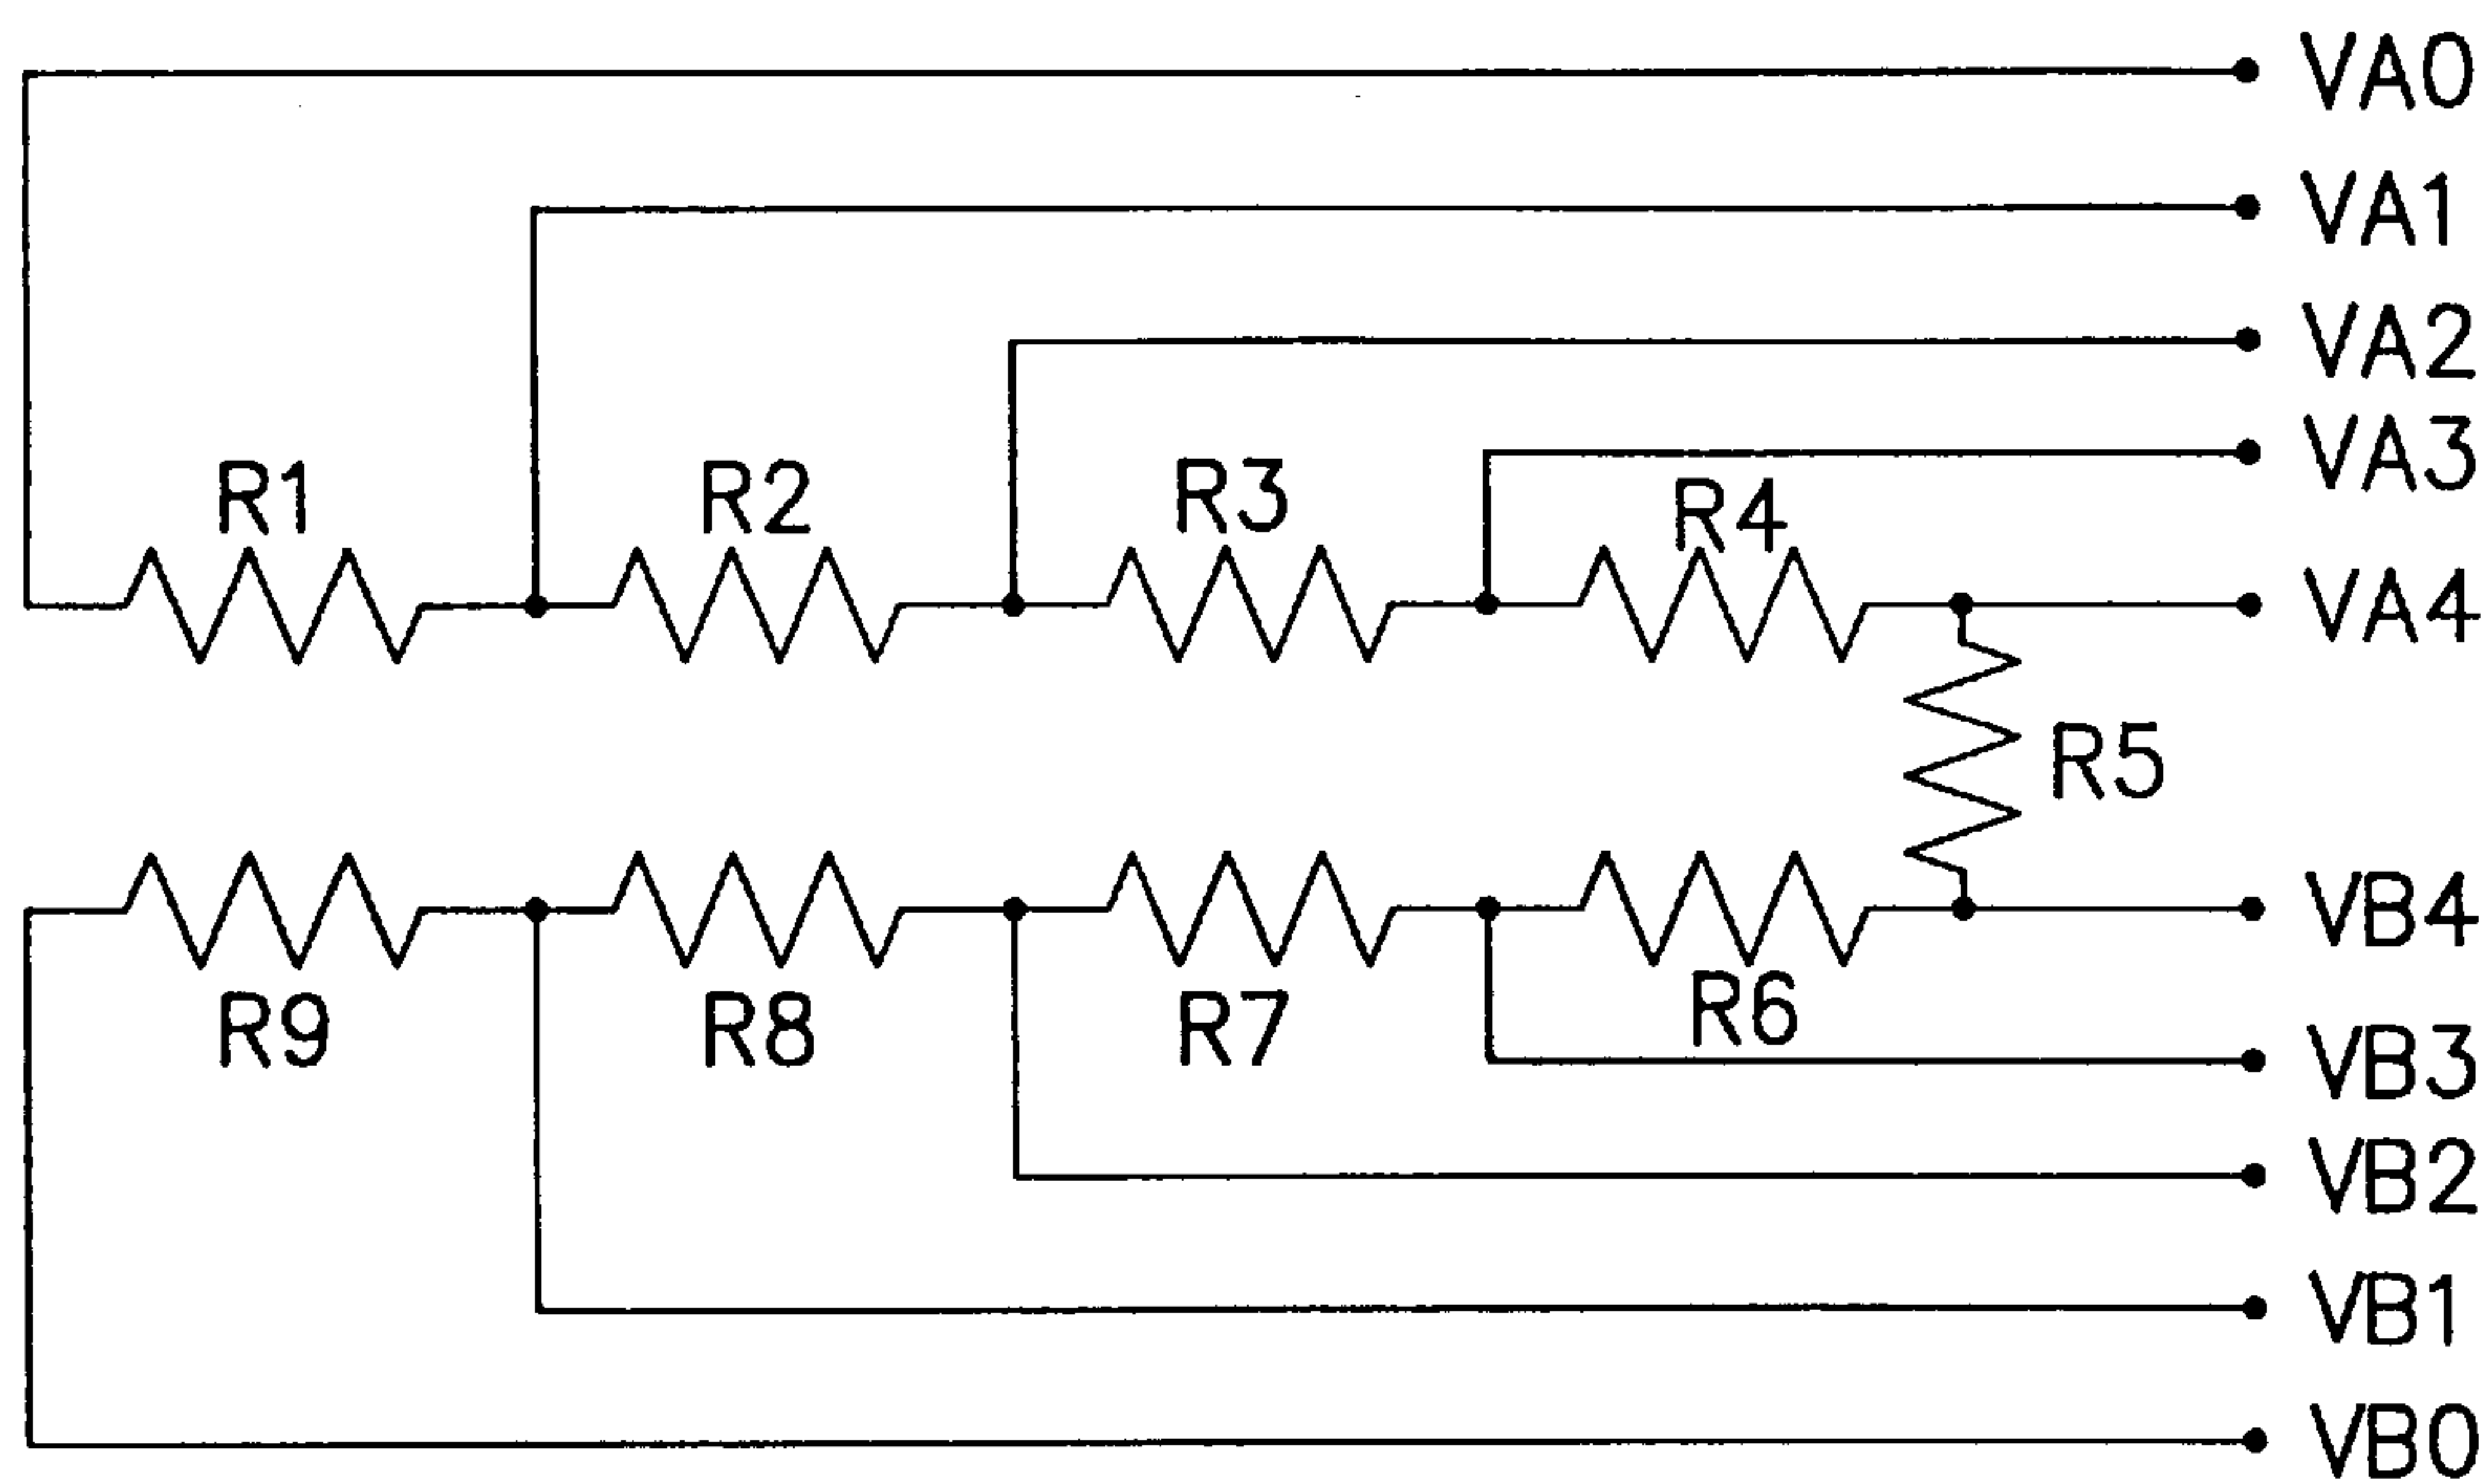 VA0
VA1
VA2
VA3
R1 R2 R3 R4
VA4
R5
VB4
R9 R8 R7 R6
VB3
VB2
VB1
VB0